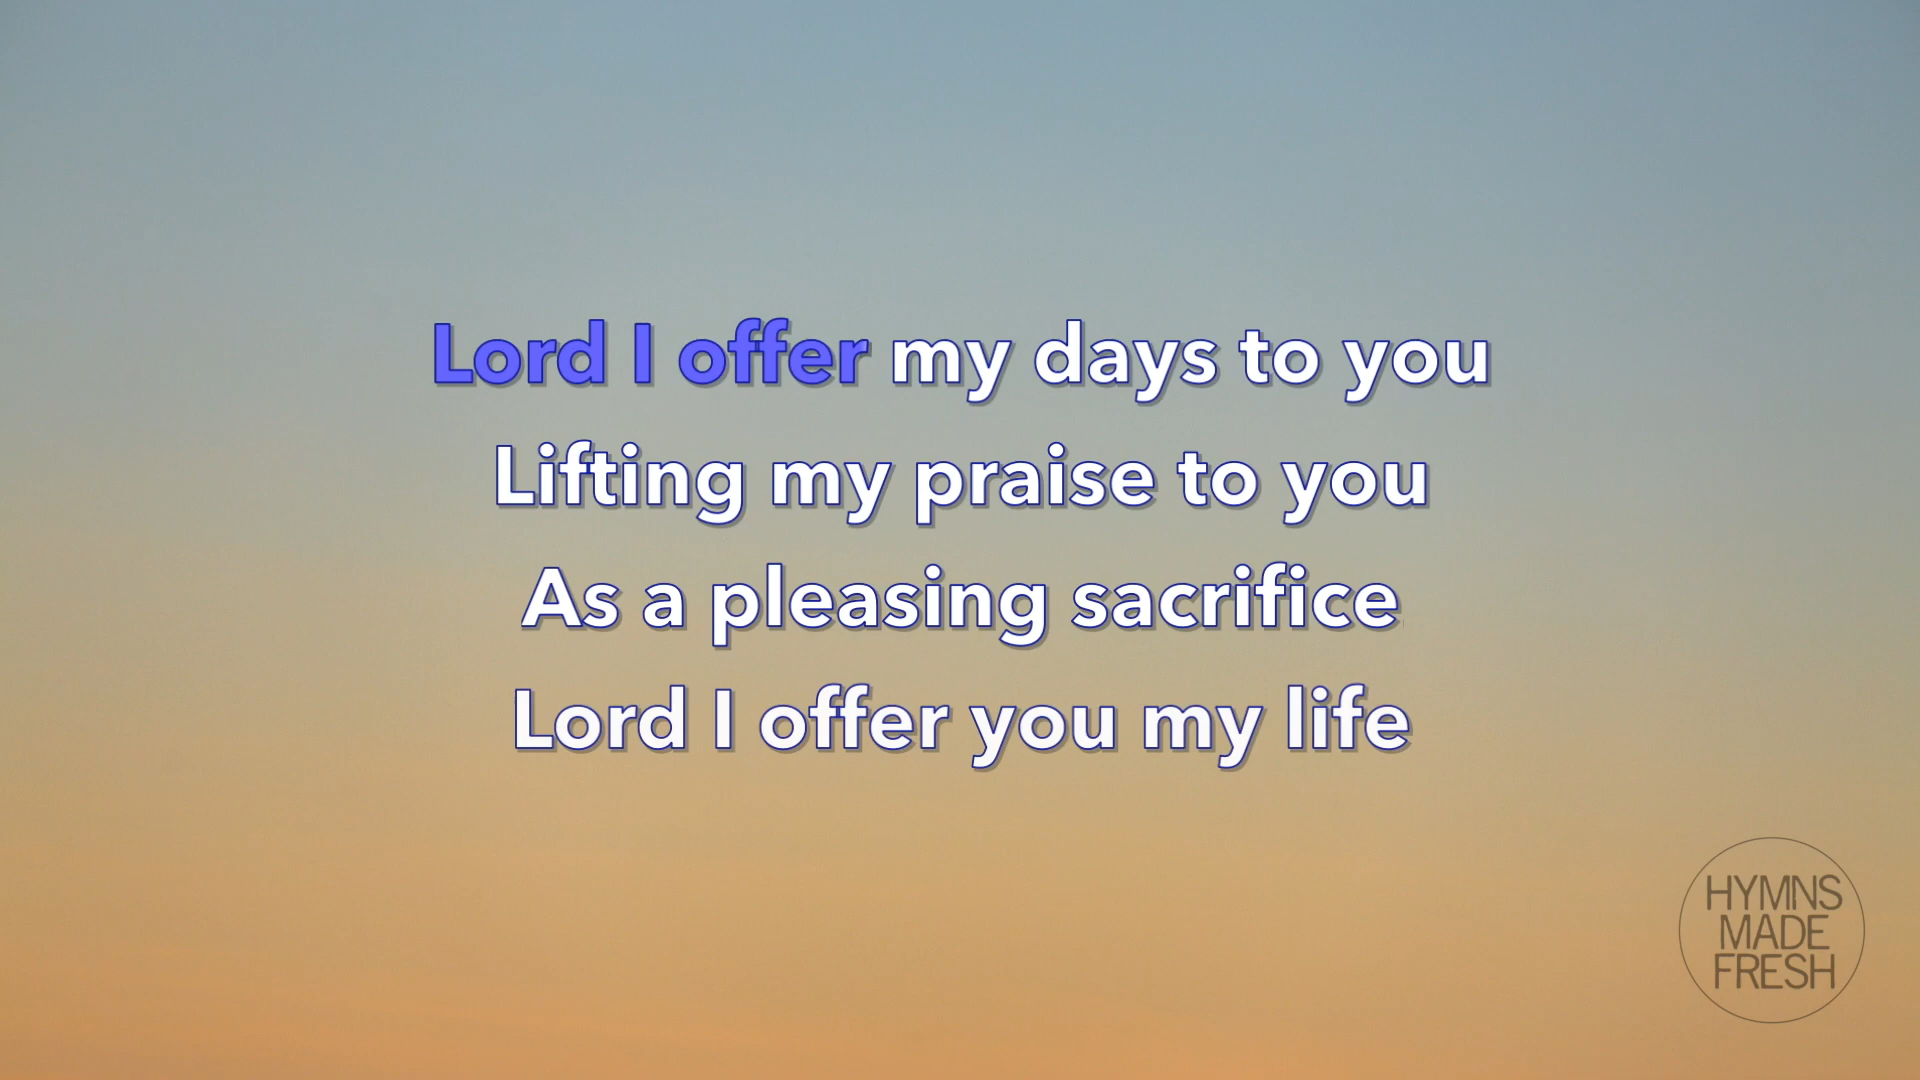 Lord I offer my days to you
Lifting my praise to you
As a pleasing sacrifice
Lord I offer you my life
HYMNS
MADE
FRESH